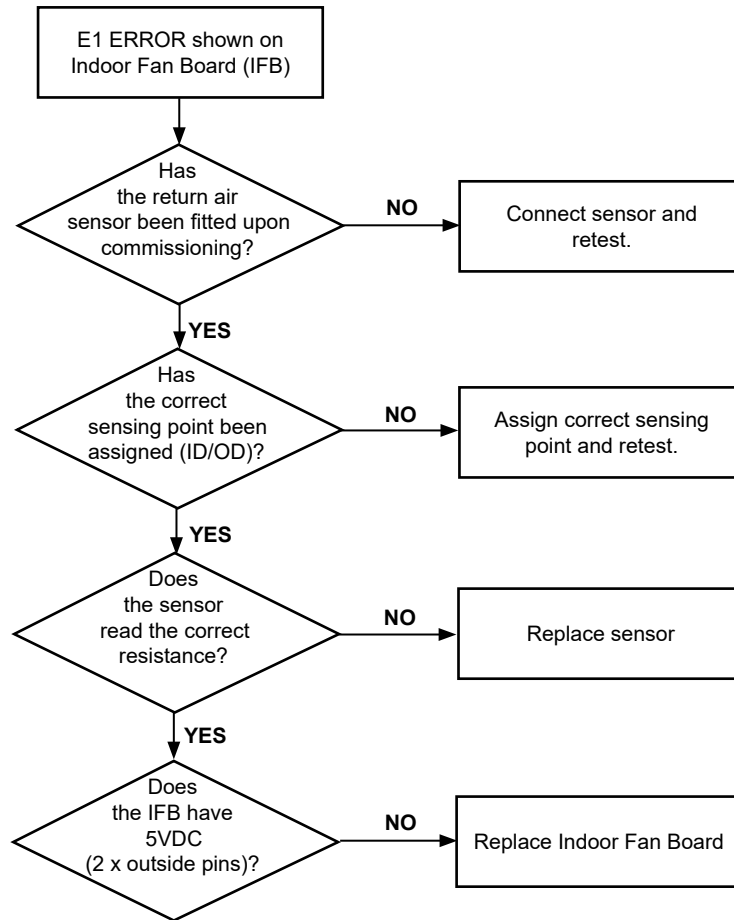 E1 ERROR shown on
Indoor Fan Board (IFB)
Has
the return air
sensor been fitted upon
commissioning?
NO
Connect sensor and
retest.
YES
Has
the correct
sensing point been
assigned (ID/OD)?
NO
Assign correct sensing
point and retest.
YES
Does
the sensor
read the correct
resistance?
NO
Replace sensor
YES
Does
the IFB have
5VDC
(2 x outside pins)?
NO
Replace Indoor Fan Board